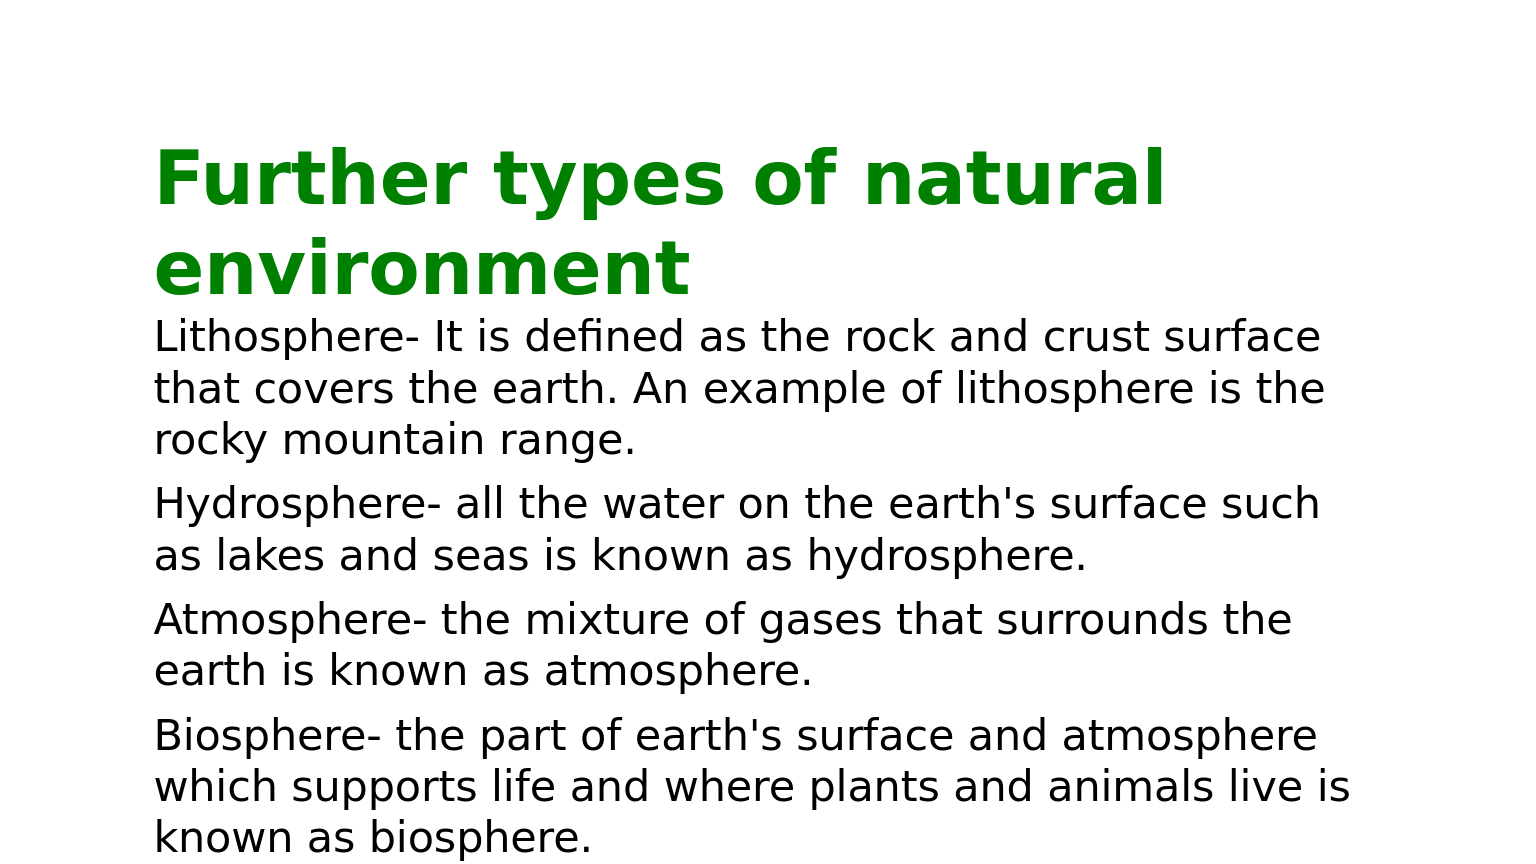 Further types of natural
environment
Lithosphere- It is defined as the rock and crust surface
that covers the earth. An example of lithosphere is the
rocky mountain range.
Hydrosphere- all the water on the earth's surface such
as lakes and seas is known as hydrosphere.
Atmosphere- the mixture of gases that surrounds the
earth is known as atmosphere.
Biosphere- the part of earth's surface and atmosphere
which supports life and where plants and animals live is
known as biosphere.